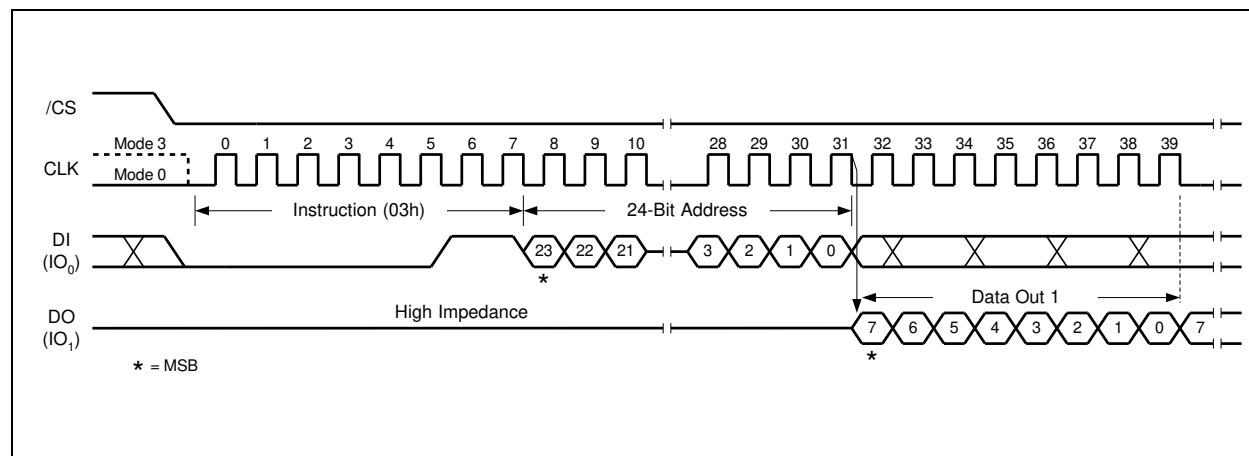 /CS
Mode 3
0 1 2 3 4 5 6 7 8 9 10 28 29 30 31 32 33 34 35 36 37 38 39
CLK
Mode 0
Instruction (03h) 24-Bit Address
DI
(IO0)
23 22 21 3 2 1 0
*
Data Out 1
High Impedance
DO
(IO1)
7 6 5 4 3 2 1 0 7
*
* = MSB